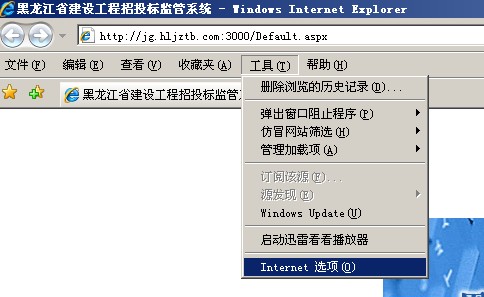 黑龙江省建设工程招投标监管系统 - Windows Internet Explorer
http://jg.hljztb.com:3000/Default.aspx
文件(F) 编辑(E) 查看(V) 收藏夹(A) 工具(T) 帮助(H)
黑龙江省建设工程招投标监管
删除浏览的历史记录(D)...
弹出窗口阻止程序(P)
仿冒网站筛选(H)
管理加载项(A)
订阅该源(F)...
源发现(E)
Windows Update(U)
启动迅雷看看播放器
Internet 选项(O)